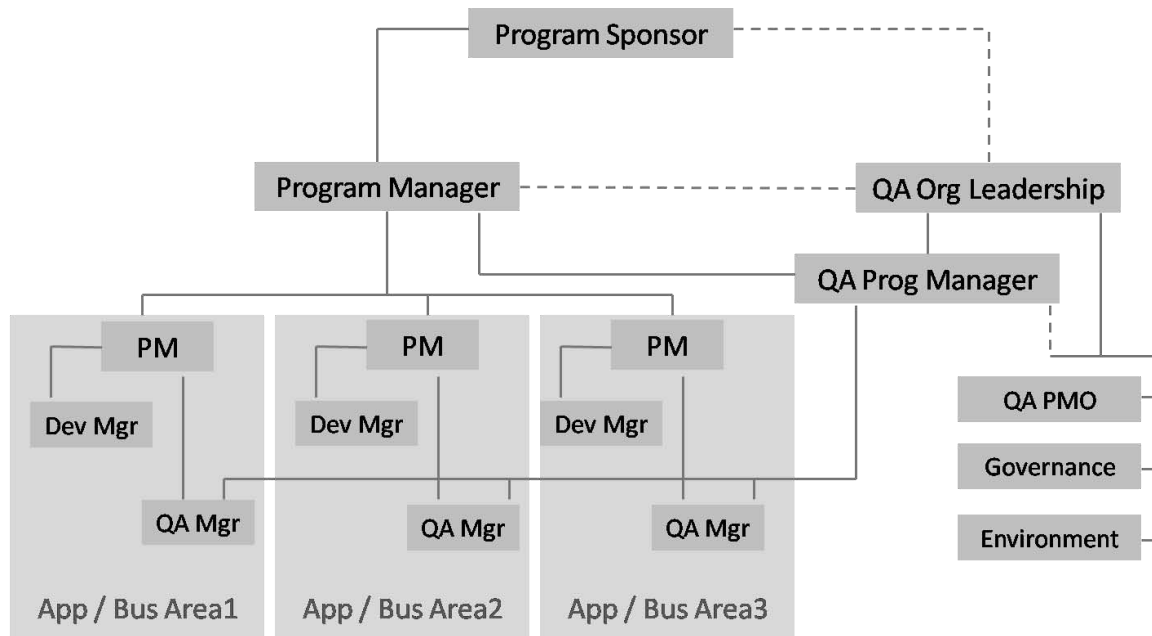 Program Sponsor
Program Manager
QA Org Leadership
QA Prog Manager
PM
PM
PM
Dev Mgr
Dev Mgr
Dev Mgr
QA PMO
Governance
QA Mgr
QA Mgr
QA Mgr
Environment
App / Bus Area1
App / Bus Area2
App / Bus Area3